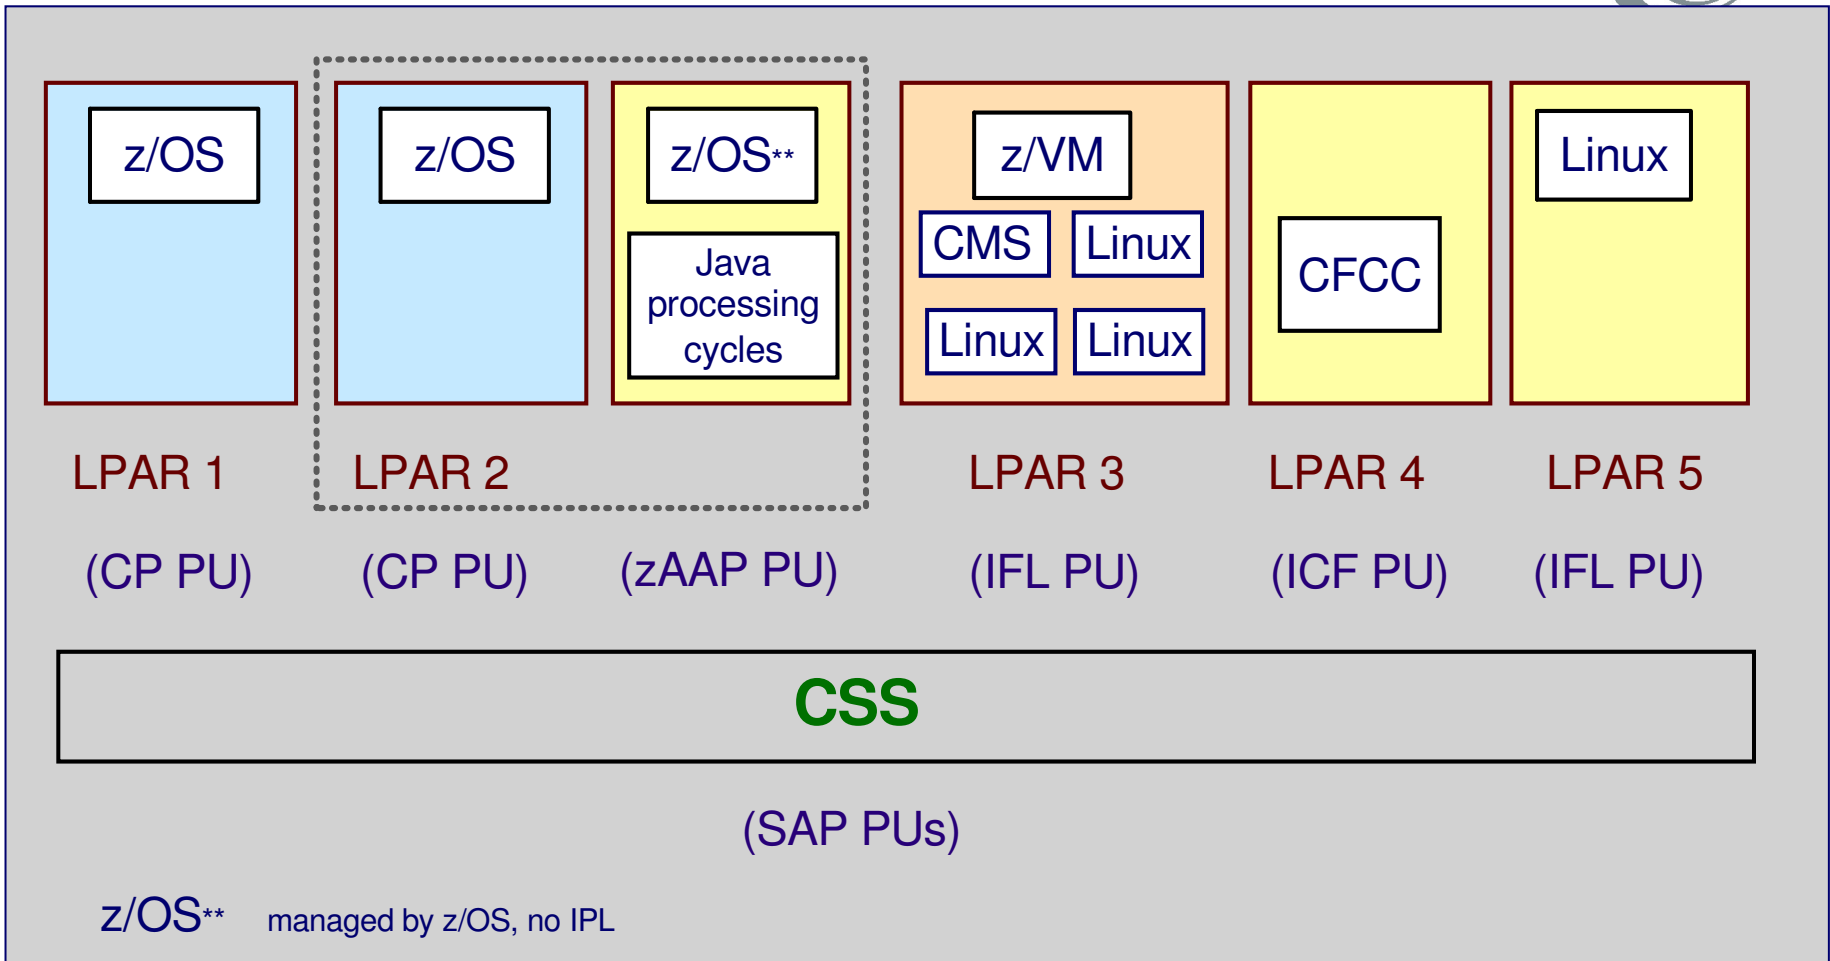 z/OS
z/OS
z/OS**
z/VM
Linux
CMS
Linux
Java
processing
cycles
CFCC
Linux
Linux
LPAR 1
LPAR 2
LPAR 3
LPAR 4
LPAR 5
(CP PU)
(CP PU)
(zAAP PU)
(IFL PU)
(ICF PU)
(IFL PU)
CSS
(SAP PUs)
z/OS** managed by z/OS, no IPL